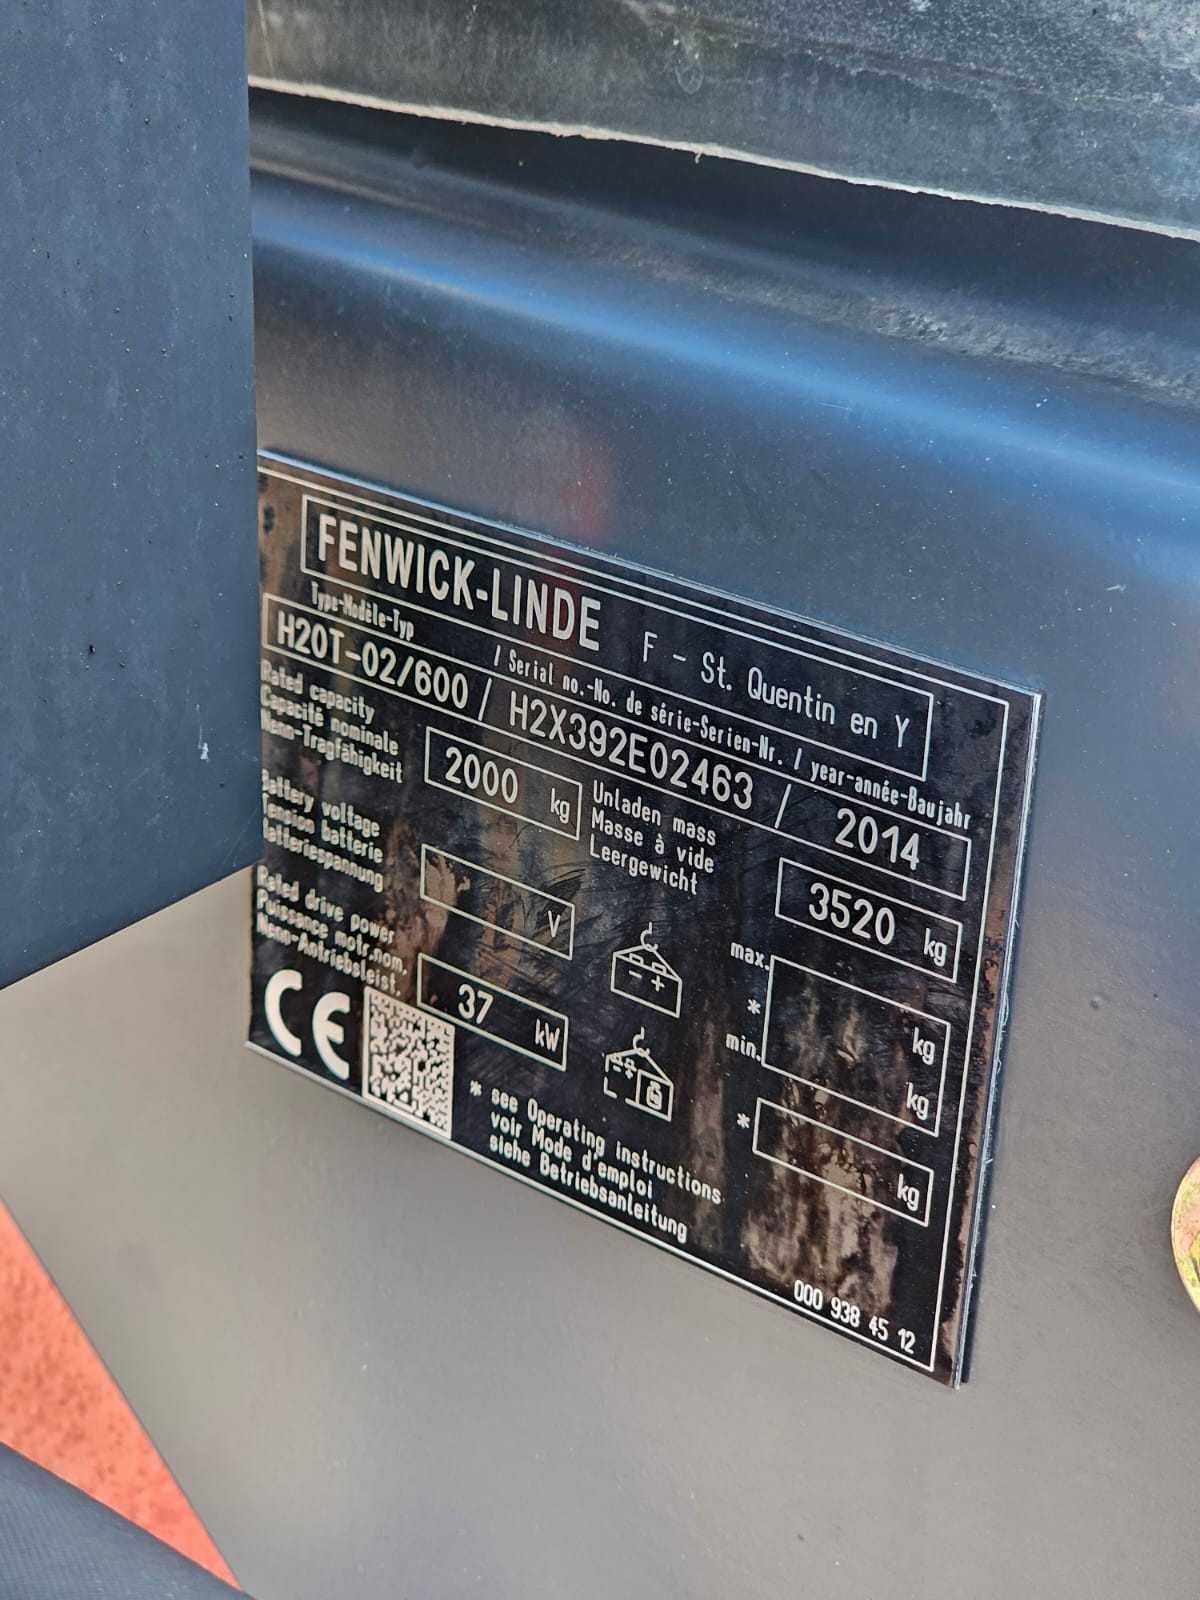 FENWICK-LINDE F - St. Quentin en Y
Type-Modèle-Typ / Serial no.-No. de série-Serien-Nr. / year-année-Baujahr
H20T-02/600 / H2X392E02463 / 2014
Rated capacity
Capacité nominale
Nenn-Tragfähigkeit
2000 kg
Unladen mass
Masse à vide
Leergewicht
3520 kg
Battery voltage
Tension batterie
Batteriespannung
V
max. kg
*
min. kg
Rated drive power
Puissance motr.nom.
Nenn-Antriebsleist.
37 kW
* kg
CE
* see Operating instructions
voir Mode d'emploi
siehe Betriebsanleitung
000 938 45 12